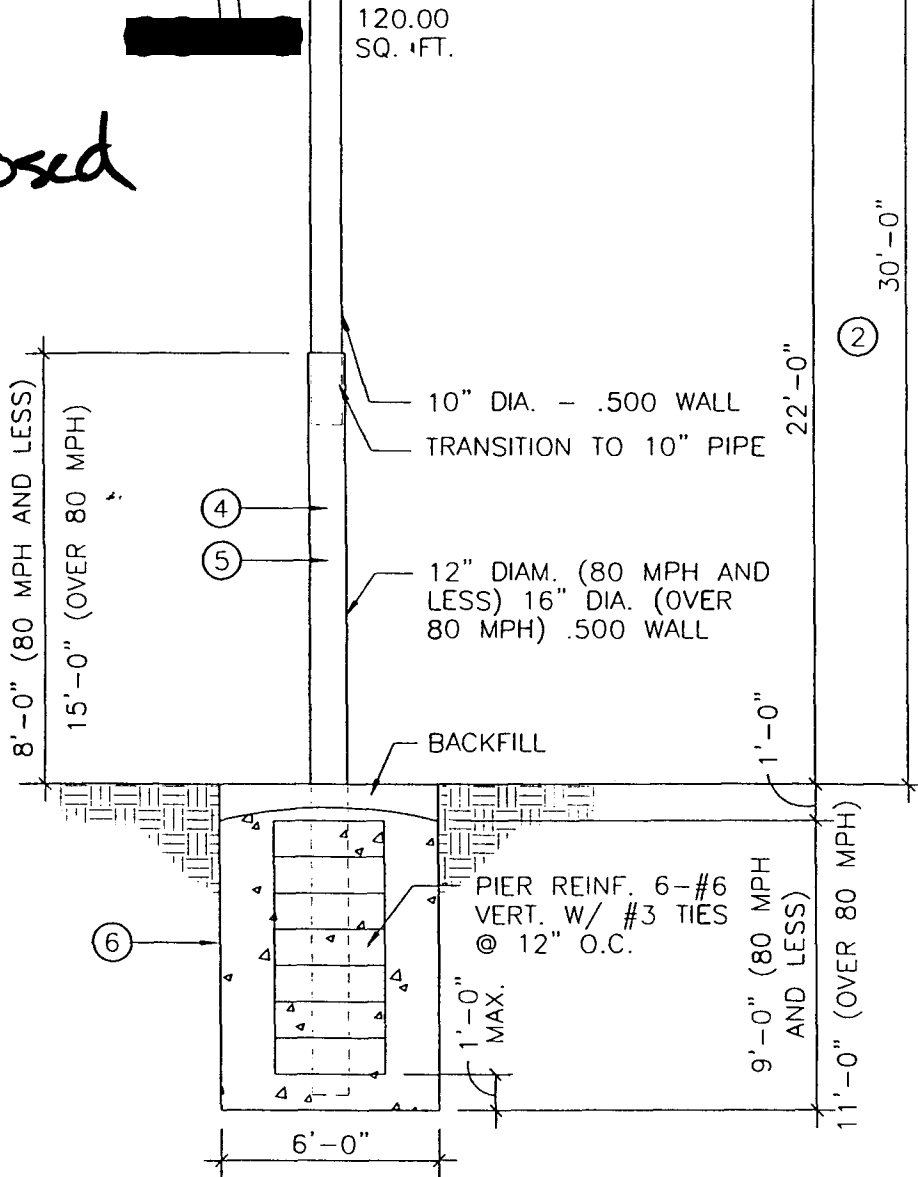 120.00
SQ. FT.
osed
30'-0"
2
22'-0"
10" DIA. - .500 WALL
TRANSITION TO 10" PIPE
8'-0" (80 MPH AND LESS)
15'-0" (OVER 80 MPH)
4
5
12" DIAM. (80 MPH AND
LESS) 16" DIA. (OVER
80 MPH) .500 WALL
1'-0"
BACKFILL
PIER REINF. 6-#6
VERT. W/ #3 TIES
@ 12" O.C.
6
1'-0"
MAX.
9'-0" (80 MPH
AND LESS)
11'-0" (OVER 80 MPH)
6'-0"